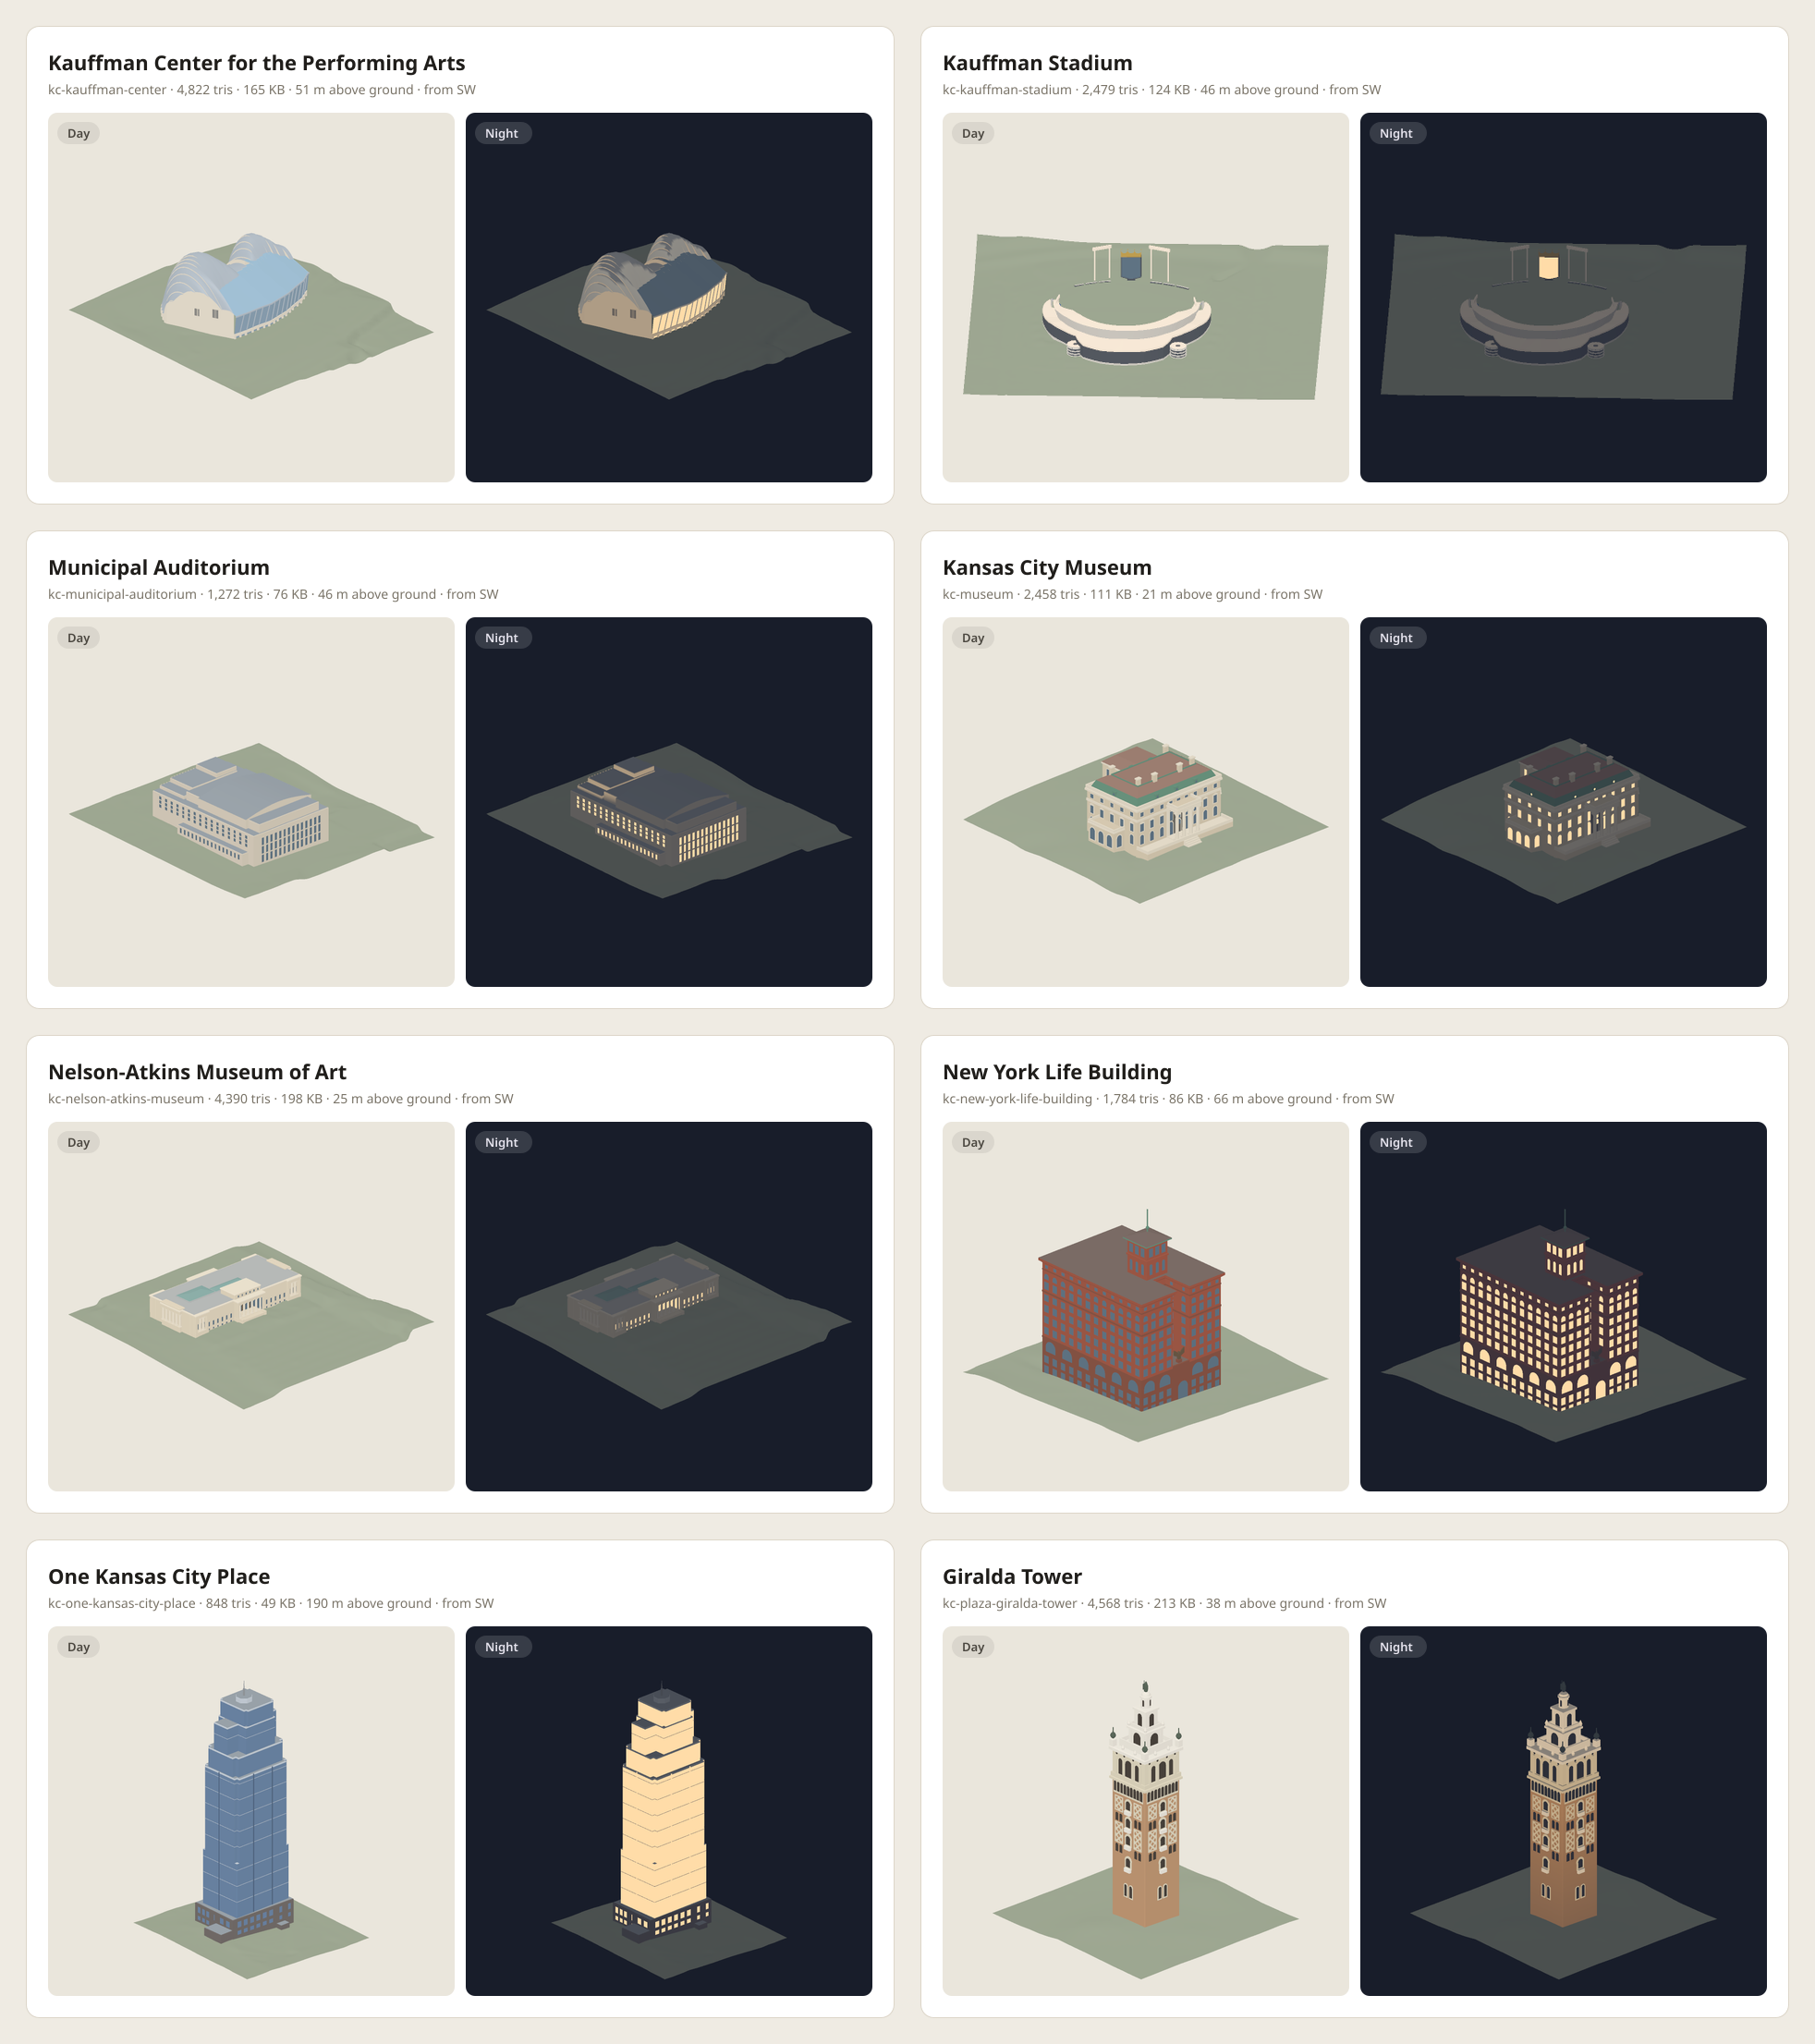 Kauffman Center for the Performing Arts
kc-kauffman-center · 4,822 tris · 165 KB · 51 m above ground · from SW
Day
Night
Kauffman Stadium
kc-kauffman-stadium · 2,479 tris · 124 KB · 46 m above ground · from SW
Day
Night
Municipal Auditorium
kc-municipal-auditorium · 1,272 tris · 76 KB · 46 m above ground · from SW
Day
Night
Kansas City Museum
kc-museum · 2,458 tris · 111 KB · 21 m above ground · from SW
Day
Night
Nelson-Atkins Museum of Art
kc-nelson-atkins-museum · 4,390 tris · 198 KB · 25 m above ground · from SW
Day
Night
New York Life Building
kc-new-york-life-building · 1,784 tris · 86 KB · 66 m above ground · from SW
Day
Night
One Kansas City Place
kc-one-kansas-city-place · 848 tris · 49 KB · 190 m above ground · from SW
Day
Night
Giralda Tower
kc-plaza-giralda-tower · 4,568 tris · 213 KB · 38 m above ground · from SW
Day
Night